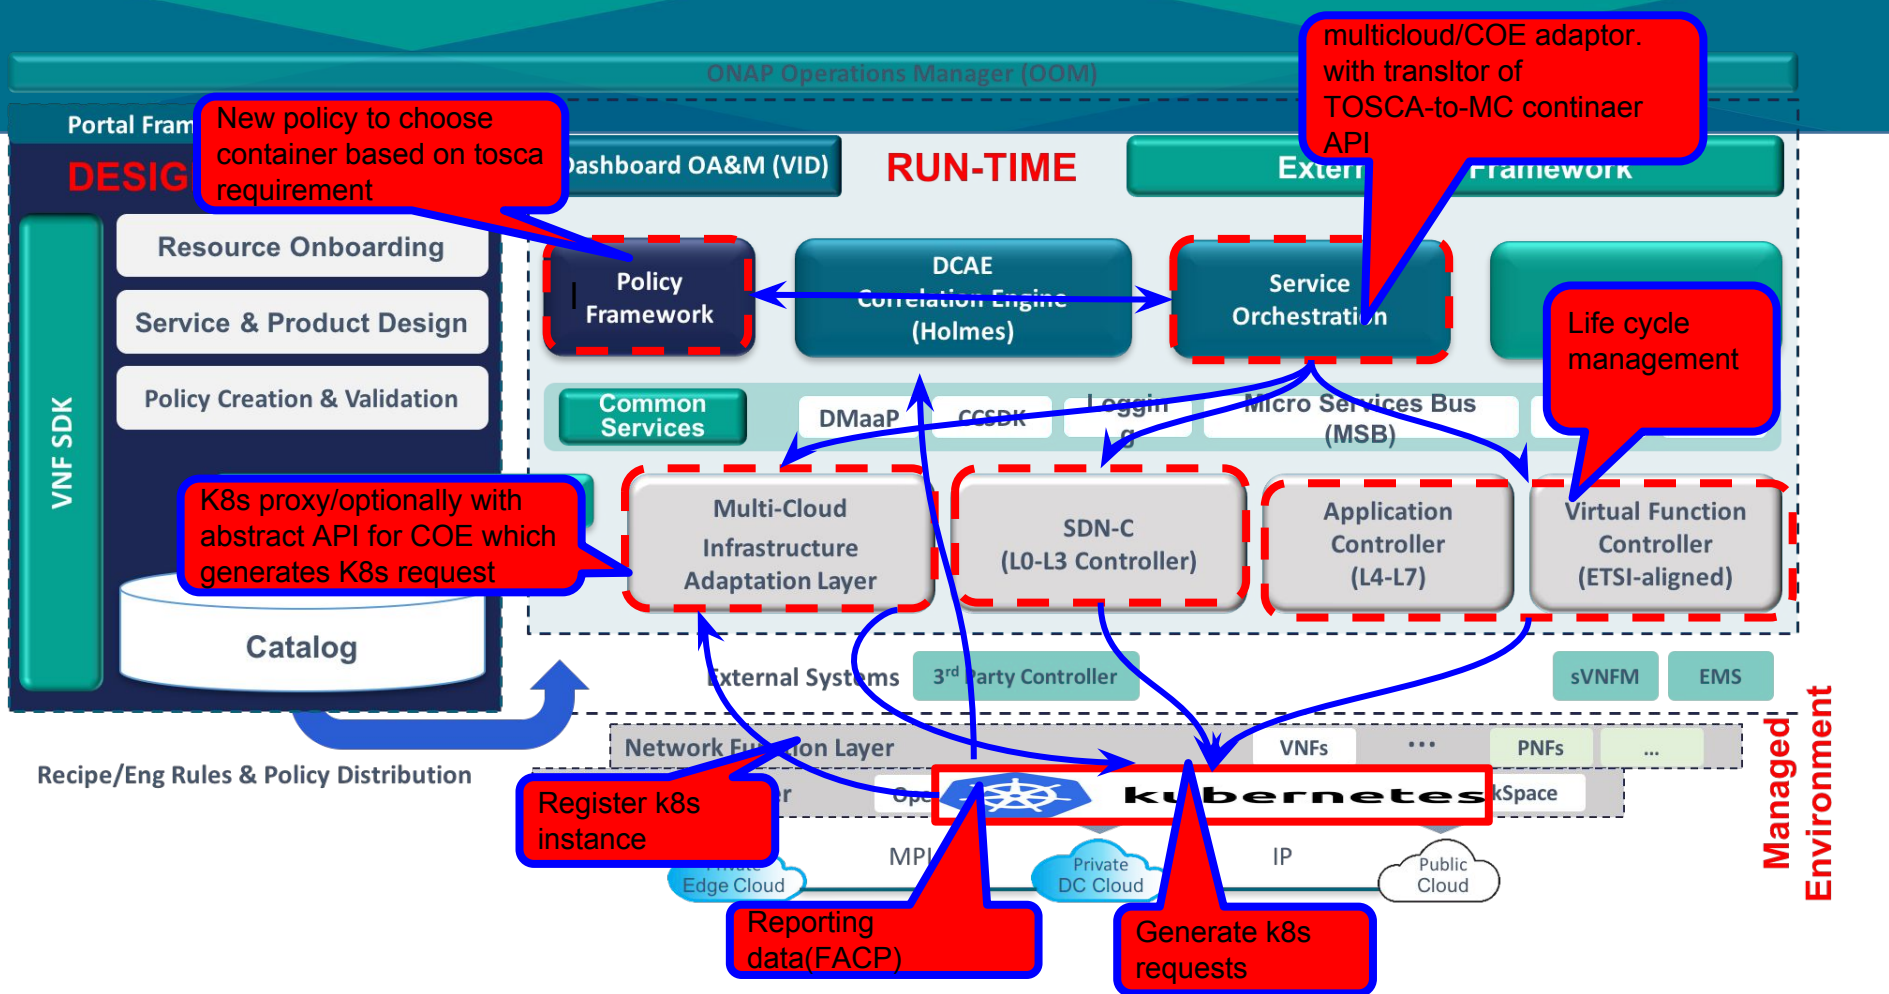 ONAP Operations Manager (OOM)
multicloud/COE adaptor.
with transltor of
TOSCA-to-MC continaer
API
Portal Fram
New policy to choose
container based on tosca
requirement
DESIG
Dashboard OA&M (VID)
RUN-TIME
Exter
Framework
VNF SDK
Resource Onboarding
Service & Product Design
Policy Creation & Validation
Catalog
Policy
Framework
DCAE
Correlation Engine
(Holmes)
Service
Orchestration
Life cycle
management
Common
Services
DMaaP
CCSDK
Loggin
g
Micro Services Bus
(MSB)
K8s proxy/optionally with
abstract API for COE which
generates K8s request
Multi-Cloud
Infrastructure
Adaptation Layer
SDN-C
(L0-L3 Controller)
Application
Controller
(L4-L7)
Virtual Function
Controller
(ETSI-aligned)
External Systems
3rd Party Controller
sVNFM
EMS
Recipe/Eng Rules & Policy Distribution
Network Function Layer
VNFs
...
PNFs
...
Register k8s
instance
er
Ope
kubernetes
kSpace
Managed
Environment
MPL
IP
Private
Edge Cloud
Private
DC Cloud
Public
Cloud
Reporting
data(FACP)
Generate k8s
requests